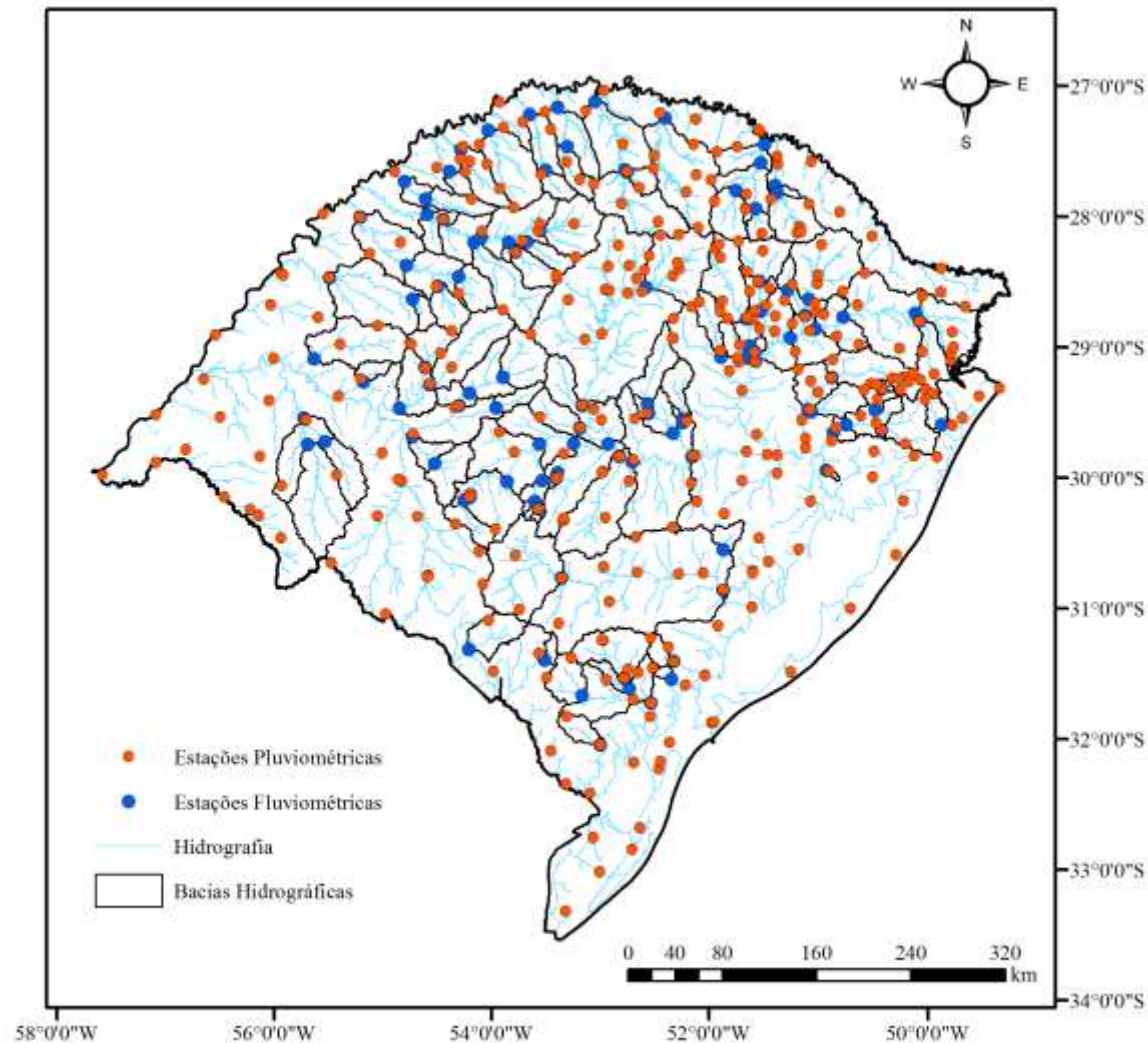 N
W E
S
27°0'0"S
28°0'0"S
29°0'0"S
30°0'0"S
31°0'0"S
32°0'0"S
33°0'0"S
34°0'0"S
Estações Pluviométricas
Estações Fluviométricas
Hidrografia
Bacias Hidrográficas
0 40 80 160 240 320
km
58°0'0"W 56°0'0"W 54°0'0"W 52°0'0"W 50°0'0"W